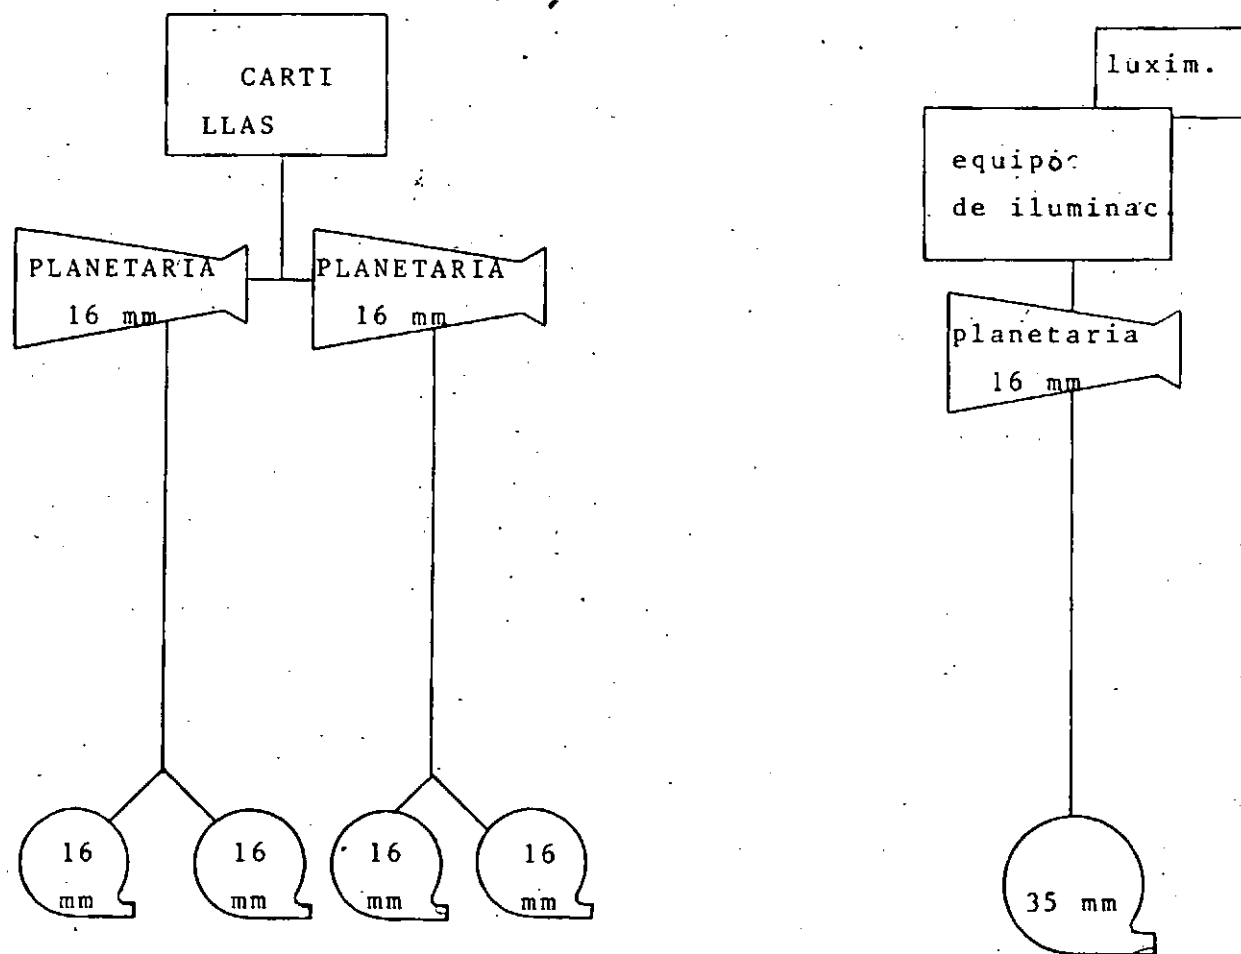 CARTI
LLAS
PLANETARIA
16 mm
PLANETARIA
16 mm
16
mm
16
mm
16
mm
16
mm
luxim.
equipos
de iluminac
planetaria
16 mm
35 mm